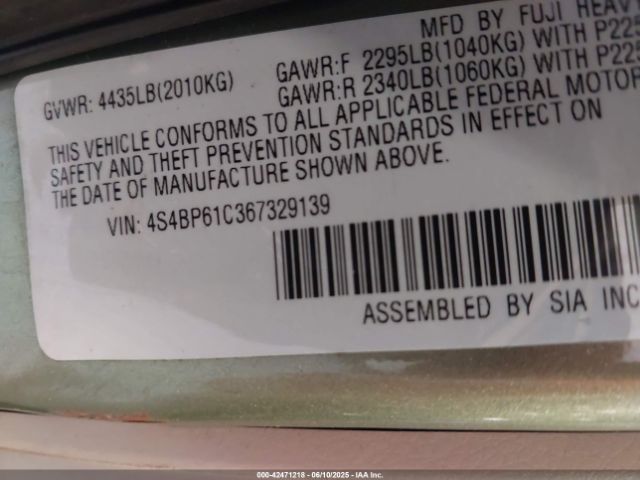 MFD BY FUJI HEAV
GVWR: 4435LB(2010KG)
GAWR:F 2295LB(1040KG) WITH P225
GAWR:R 2340LB(1060KG) WITH P225
THIS VEHICLE CONFORMS TO ALL APPLICABLE FEDERAL MOTOR
SAFETY AND THEFT PREVENTION STANDARDS IN EFFECT ON
THE DATE OF MANUFACTURE SHOWN ABOVE.
VIN: 4S4BP61C367329139
ASSEMBLED BY SIA INC
000-42471218 - 06/10/2025 - IAA Inc.